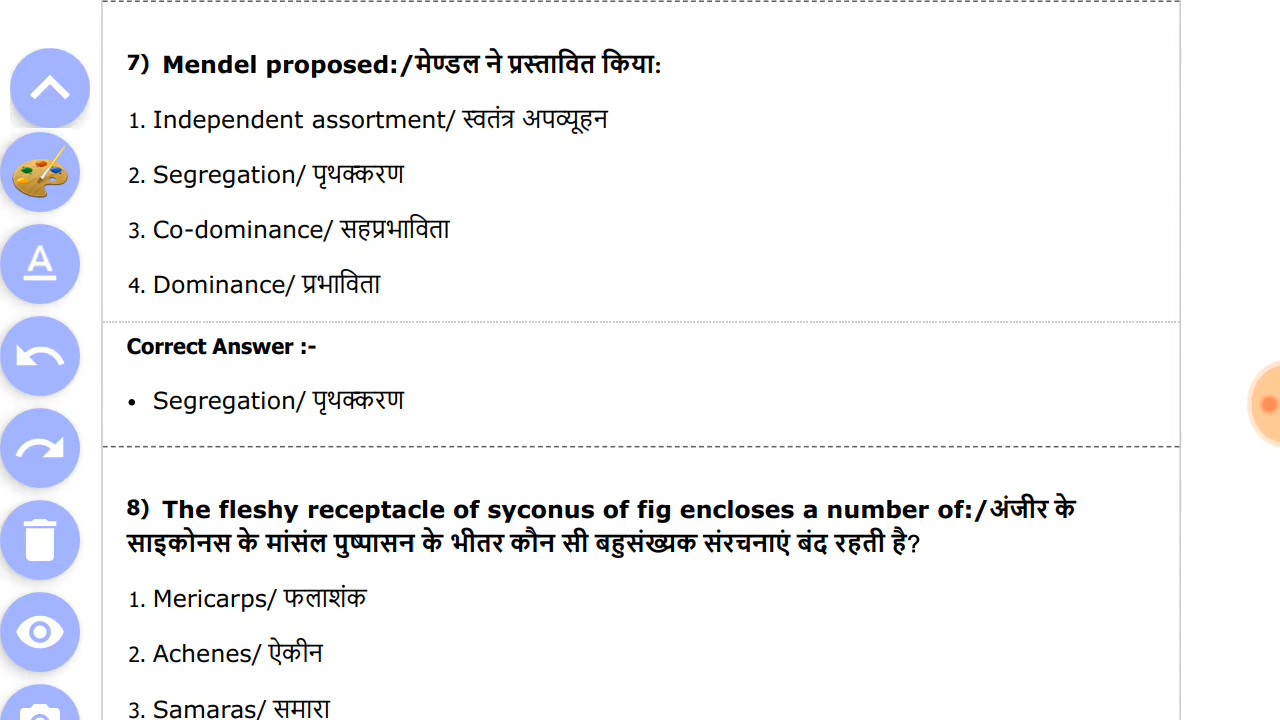 7) Mendel proposed:/मेण्डल ने प्रस्तावित किया:
1. Independent assortment/ स्वतंत्र अपव्यूहन
2. Segregation/ पृथक्करण
3. Co-dominance/ सहप्रभाविता
4. Dominance/ प्रभाविता
Correct Answer :-
• Segregation/ पृथक्करण
8) The fleshy receptacle of syconus of fig encloses a number of:/अंजीर के
साइकोनस के मांसंल पुष्पासन के भीतर कौन सी बहुसंख्यक संरचनाएं बंद रहती है?
1. Mericarps/ फलाशंक
2. Achenes/ ऐकीन
3. Samaras/ समारा